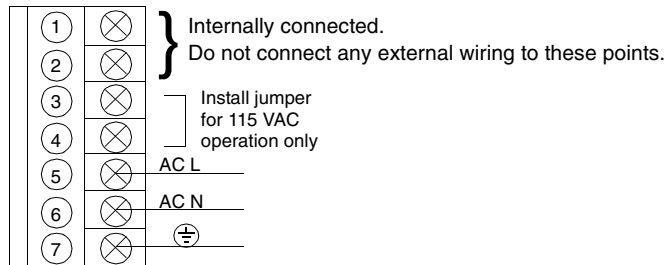 1
Internally connected.
2
Do not connect any external wiring to these points.
3
Install jumper
for 115 VAC
4
operation only
5
AC L
6
AC N
7